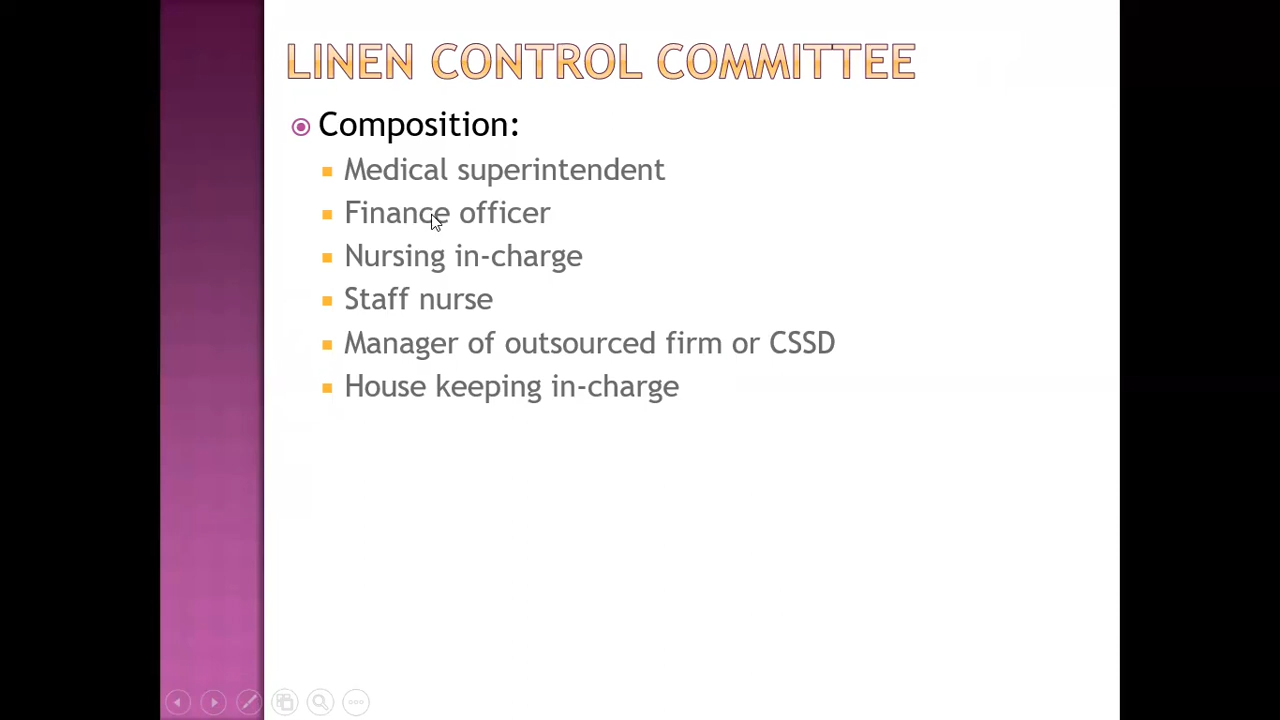 LINEN CONTROL COMMITTEE
Composition:
Medical superintendent
Finance officer
Nursing in-charge
Staff nurse
Manager of outsourced firm or CSSD
House keeping in-charge